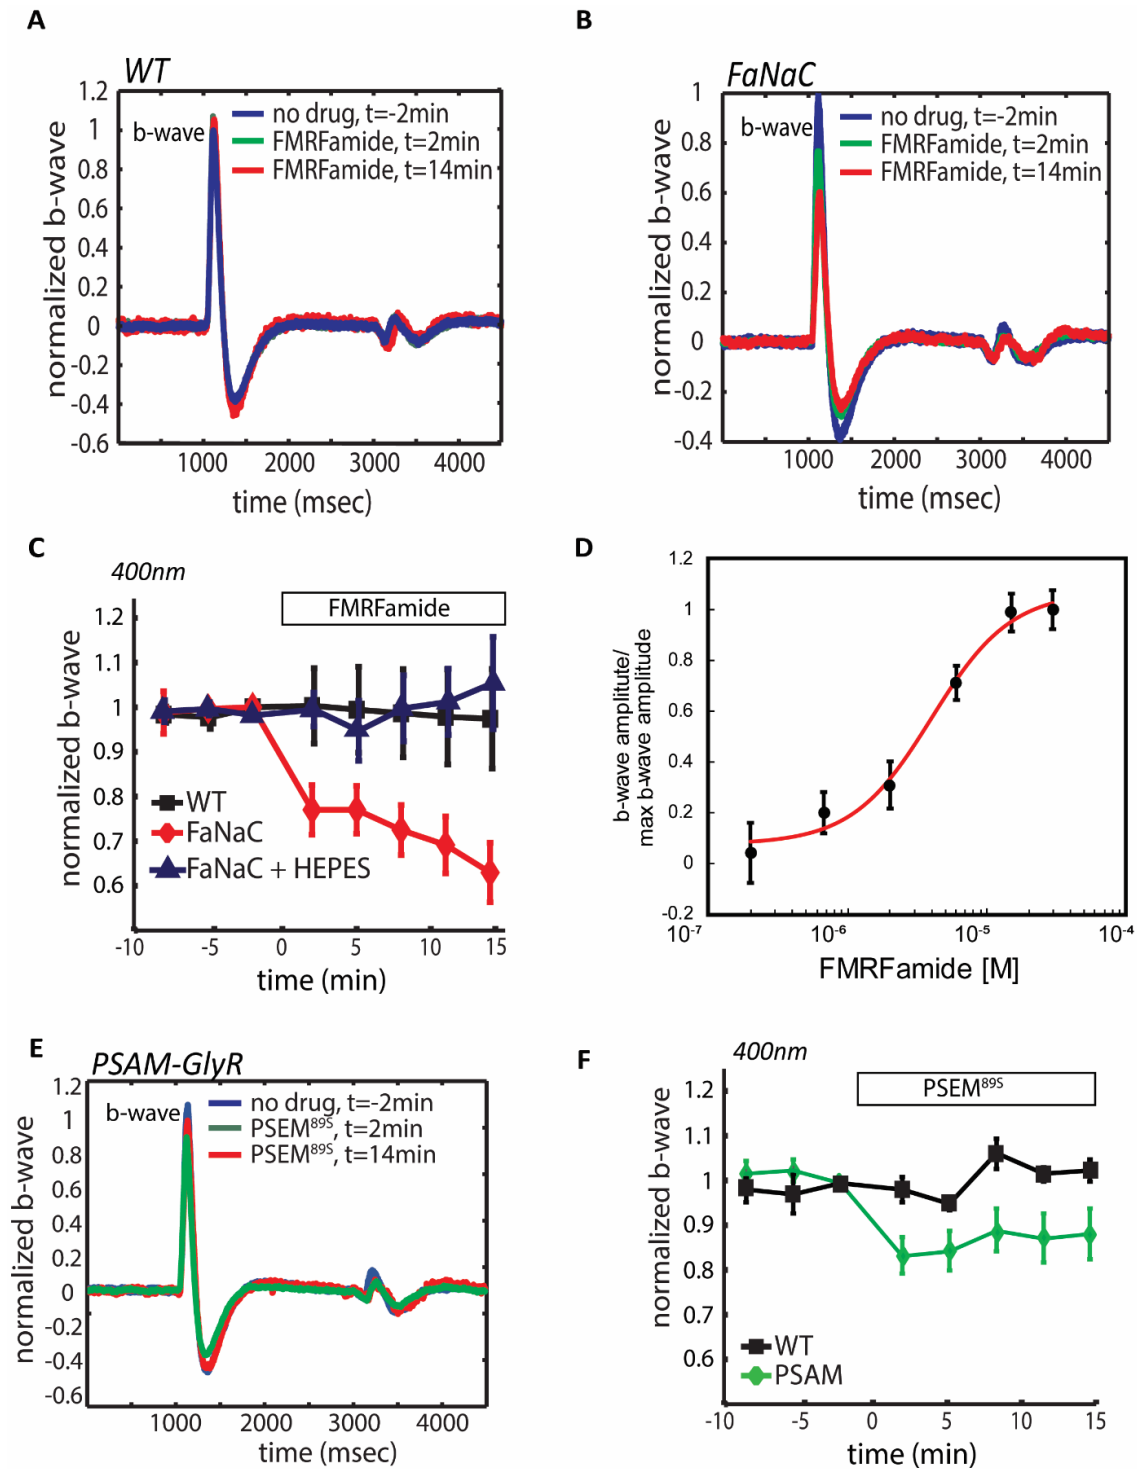 A
WT
1.2
1
0.8
0.6
0.4
0.2
0
-0.2
-0.4
-0.6
normalized b-wave
b-wave
no drug, t=-2min
FMRFamide, t=2min
FMRFamide, t=14min
1000 2000 3000 4000
time (msec)
B
FaNaC
1
0.8
0.6
0.4
0.2
0
-0.2
-0.4
normalized b-wave
b-wave
no drug, t=-2min
FMRFamide, t=2min
FMRFamide, t=14min
1000 2000 3000 4000
time (msec)
C
400nm
FMRFamide
1.2
1.1
1
0.9
0.8
0.7
0.6
normalized b-wave
WT
FaNaC
FaNaC + HEPES
-10 -5 0 5 10 15
time (min)
D
1.2
1.0
0.8
0.6
0.4
0.2
0
-0.2
b-wave amplitute/
max b-wave amplitude
10-7 10-6 10-5 10-4
FMRFamide [M]
E
PSAM-GlyR
1.2
1
0.8
0.6
0.4
0.2
0
-0.2
-0.4
-0.6
normalized b-wave
b-wave
no drug, t=-2min
PSEM89S, t=2min
PSEM89S, t=14min
1000 2000 3000 4000
time (msec)
F
400nm
PSEM89S
1.2
1.1
1
0.9
0.8
0.7
0.6
normalized b-wave
WT
PSAM
-10 -5 0 5 10 15
time (min)